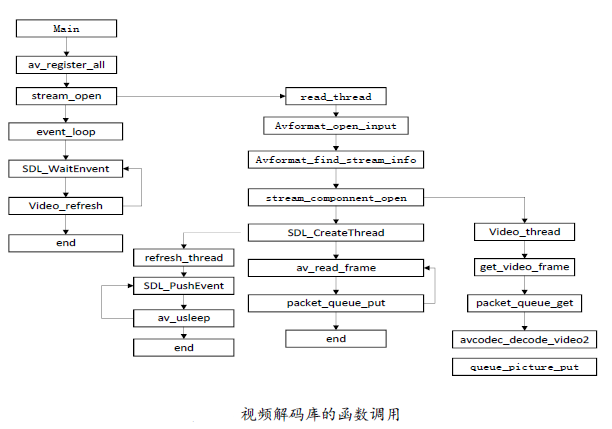 Main
av_register_all
stream_open
event_loop
SDL_WaitEnvent
Video_refresh
end
read_thread
Avformat_open_input
Avformat_find_stream_info
stream_componnent_open
SDL_CreateThread
av_read_frame
packet_queue_put
end
refresh_thread
SDL_PushEvent
av_usleep
end
Video_thread
get_video_frame
packet_queue_get
avcodec_decode_video2
queue_picture_put
视频解码库的函数调用